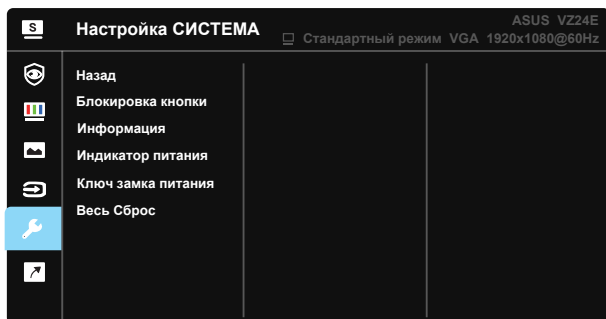 S
Настройка СИСТЕМА
ASUS VZ24E
Стандартный режим VGA 1920x1080@60Hz
Назад
Блокировка кнопки
Информация
Индикатор питания
Ключ замка питания
Весь Сброс